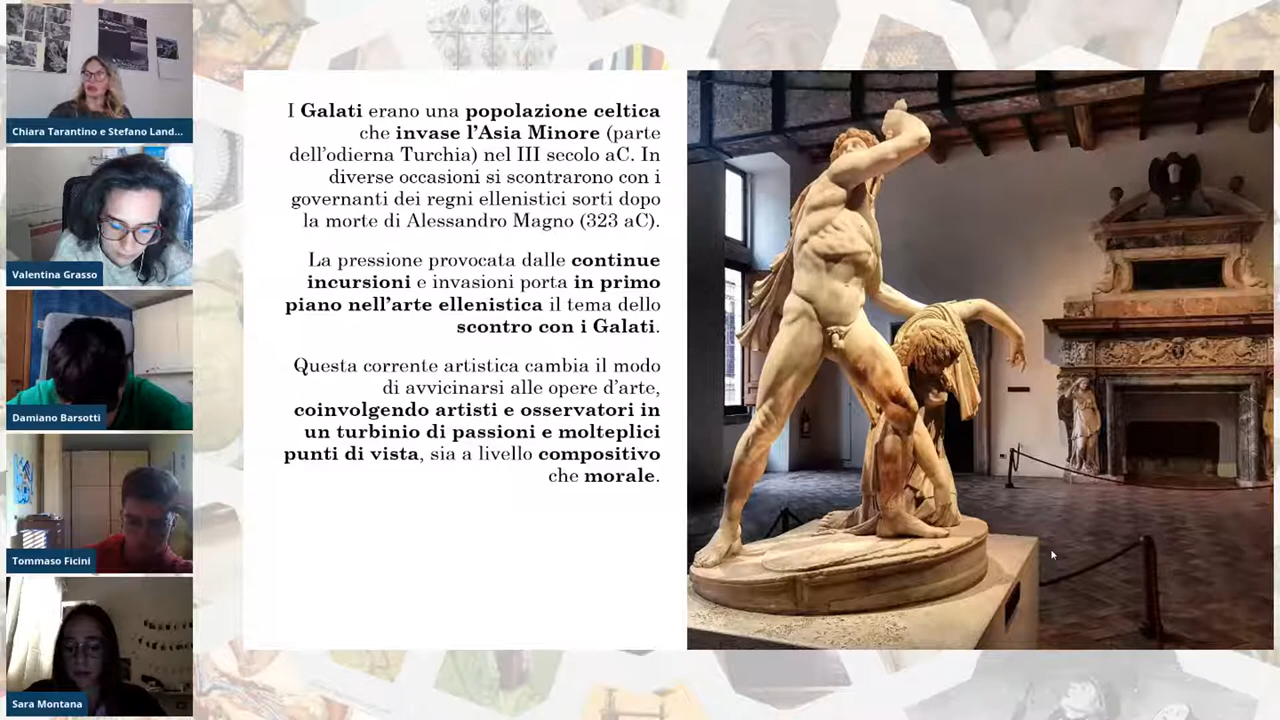 Chiara Tarantino e Stefano Land...
Valentina Grasso
Damiano Barsotti
Tommaso Ficini
Sara Montana
I Galati erano una popolazione celtica
che invase l'Asia Minore (parte
dell'odierna Turchia) nel III secolo aC. In
diverse occasioni si scontrarono con i
governanti dei regni ellenistici sorti dopo
la morte di Alessandro Magno (323 aC).
La pressione provocata dalle continue
incursioni e invasioni porta in primo
piano nell'arte ellenistica il tema dello
scontro con i Galati.
Questa corrente artistica cambia il modo
di avvicinarsi alle opere d'arte,
coinvolgendo artisti e osservatori in
un turbinio di passioni e molteplici
punti di vista, sia a livello compositivo
che morale.